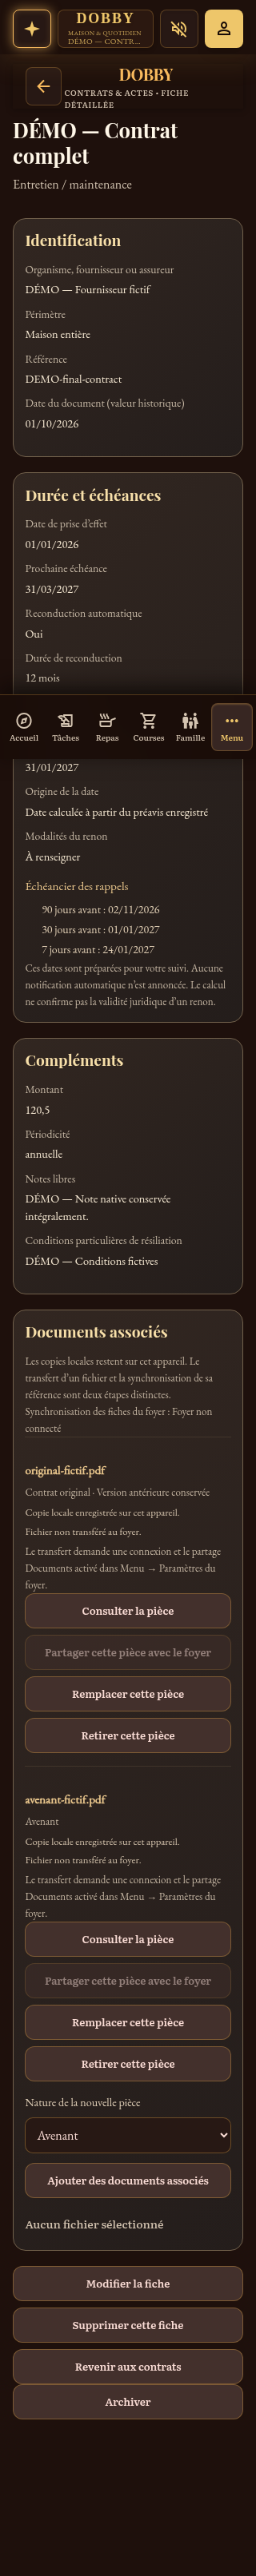 DOBBY
MAISON & QUOTIDIEN
DÉMO — CONTR…
DOBBY
CONTRATS & ACTES • FICHE
DÉTAILLÉE
DÉMO — Contrat
complet
Entretien / maintenance
Identification
Organisme, fournisseur ou assureur
DÉMO — Fournisseur fictif
Périmètre
Maison entière
Référence
DEMO-final-contract
Date du document (valeur historique)
01/10/2026
Durée et échéances
Date de prise d'effet
01/01/2026
Prochaine échéance
31/03/2027
Reconduction automatique
Oui
Durée de reconduction
12 mois
Accueil
Tâches
Repas
Courses
Famille
Menu
31/01/2027
Origine de la date
Date calculée à partir du préavis enregistré
Modalités du renon
À renseigner
Échéancier des rappels
90 jours avant : 02/11/2026
30 jours avant : 01/01/2027
7 jours avant : 24/01/2027
Ces dates sont préparées pour votre suivi. Aucune
notification automatique n'est annoncée. Le calcul
ne confirme pas la validité juridique d'un renon.
Compléments
Montant
120,5
Périodicité
annuelle
Notes libres
DÉMO — Note native conservée
intégralement.
Conditions particulières de résiliation
DÉMO — Conditions fictives
Documents associés
Les copies locales restent sur cet appareil. Le
transfert d'un fichier et la synchronisation de sa
référence sont deux étapes distinctes.
Synchronisation des fiches du foyer : Foyer non
connecté
original-fictif.pdf
Contrat original · Version antérieure conservée
Copie locale enregistrée sur cet appareil.
Fichier non transféré au foyer.
Le transfert demande une connexion et le partage
Documents activé dans Menu → Paramètres du
foyer.
Consulter la pièce
Partager cette pièce avec le foyer
Remplacer cette pièce
Retirer cette pièce
avenant-fictif.pdf
Avenant
Copie locale enregistrée sur cet appareil.
Fichier non transféré au foyer.
Le transfert demande une connexion et le partage
Documents activé dans Menu → Paramètres du
foyer.
Consulter la pièce
Partager cette pièce avec le foyer
Remplacer cette pièce
Retirer cette pièce
Nature de la nouvelle pièce
Avenant
Ajouter des documents associés
Aucun fichier sélectionné
Modifier la fiche
Supprimer cette fiche
Revenir aux contrats
Archiver